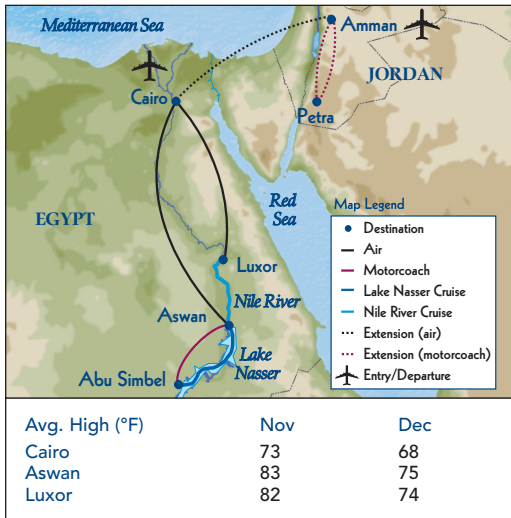 Mediterranean Sea
Amman
JORDAN
Cairo
Petra
Red
Sea
EGYPT
Luxor
Nile River
Aswan
Lake
Nasser
Abu Simbel
Map Legend
Destination
Air
Motorcoach
Lake Nasser Cruise
Nile River Cruise
Extension (air)
Extension (motorcoach)
Entry/Departure
Avg. High (°F) Nov Dec
Cairo 73 68
Aswan 83 75
Luxor 82 74